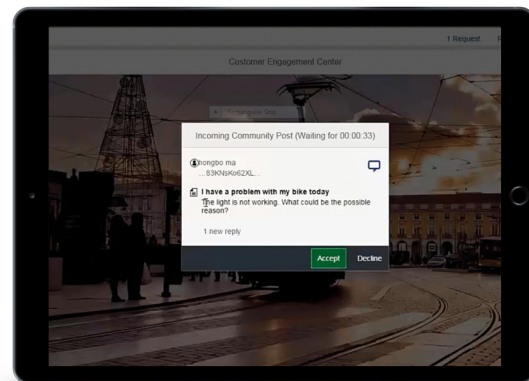 1 Request
Customer Engagement Center
Incoming Community Post (Waiting for 00:00:33)
hongbo ma
...83KNsKo62XL...
I have a problem with my bike today
The light is not working. What could be the possible
reason?
1 new reply
Accept Decline